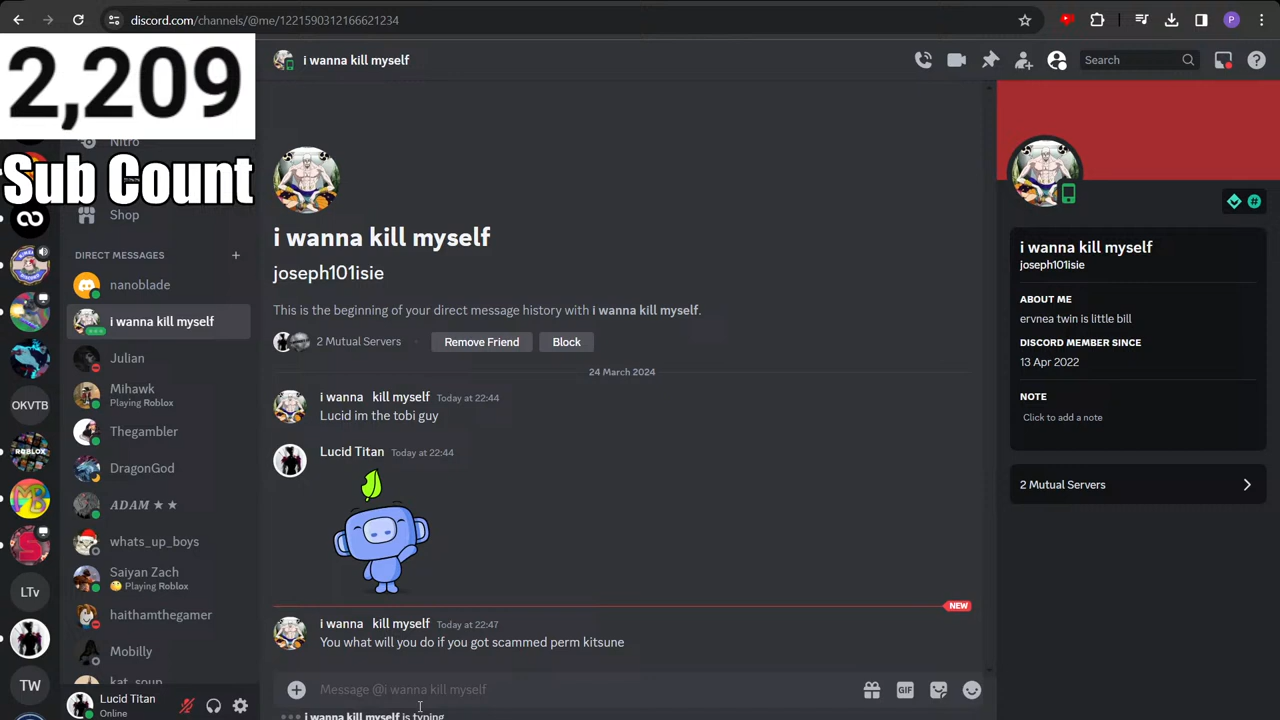 discord.com/channels/@me/1221590312166621234
P
2,209
Sub Count
i wanna kill myself
Search
Nitro
Shop
DIRECT MESSAGES
nanoblade
i wanna kill myself
Julian
Mihawk
Playing Roblox
Thegambler
DragonGod
ADAM ★ ★
whats_up_boys
Saiyan Zach
Playing Roblox
haithamthegamer
Mobilly
kat_soup
OKVTB
ROBLOX
MB
LTv
TW
Lucid Titan
Online
i wanna kill myself
joseph101isie
This is the beginning of your direct message history with i wanna kill myself.
2 Mutual Servers
Remove Friend
Block
24 March 2024
i wanna kill myself Today at 22:44
Lucid im the tobi guy
Lucid Titan Today at 22:44
NEW
i wanna kill myself Today at 22:47
You what will you do if you got scammed perm kitsune
Message @i wanna kill myself
GIF
i wanna kill myself is typing
i wanna kill myself
joseph101isie
ABOUT ME
ervnea twin is little bill
DISCORD MEMBER SINCE
13 Apr 2022
NOTE
Click to add a note
2 Mutual Servers